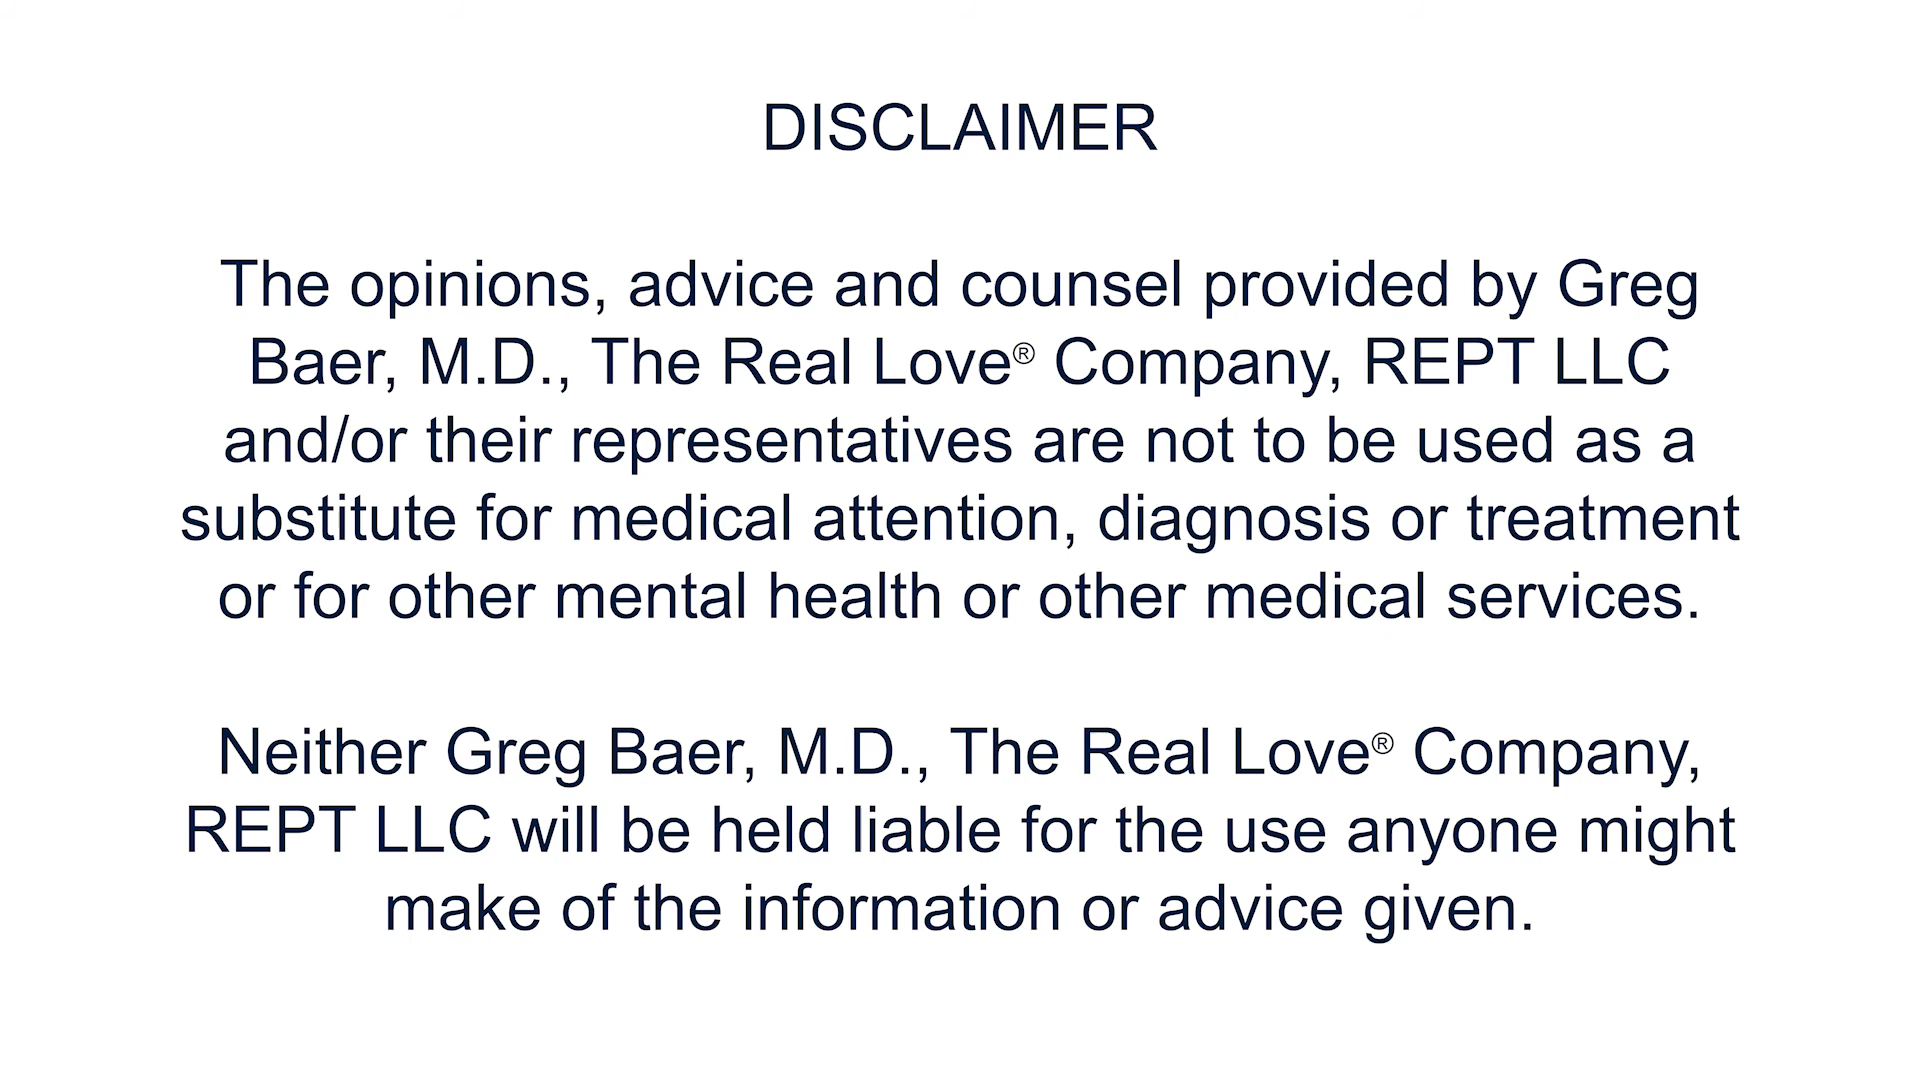 DISCLAIMER
The opinions, advice and counsel provided by Greg
Baer, M.D., The Real Love® Company, REPT LLC
and/or their representatives are not to be used as a
substitute for medical attention, diagnosis or treatment
or for other mental health or other medical services.
Neither Greg Baer, M.D., The Real Love® Company,
REPT LLC will be held liable for the use anyone might
make of the information or advice given.